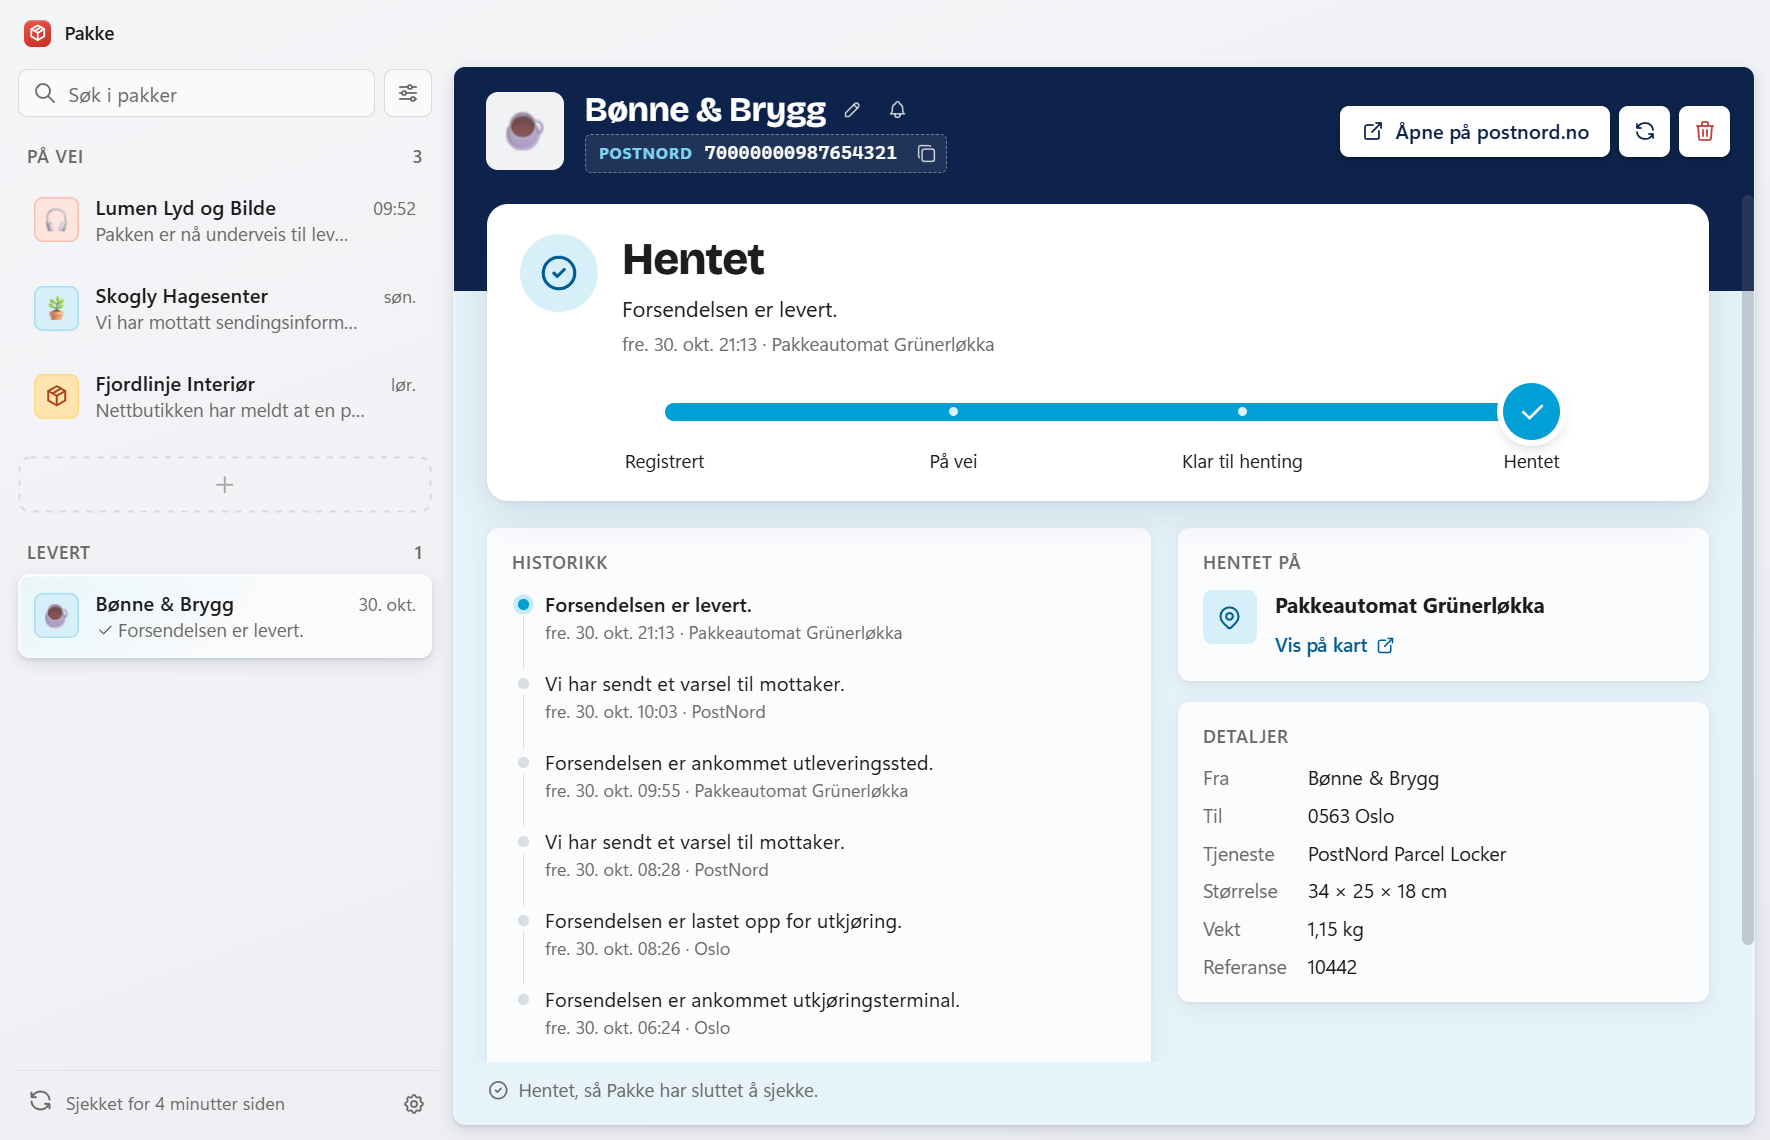 Pakke
Søk i pakker
PÅ VEI 3
Lumen Lyd og Bilde 09:52
Pakken er nå underveis til lev...
Skogly Hagesenter søn.
Vi har mottatt sendingsinform...
Fjordlinje Interiør lør.
Nettbutikken har meldt at en p...
LEVERT 1
Bønne & Brygg 30. okt.
Forsendelsen er levert.
Sjekket for 4 minutter siden
Bønne & Brygg
POSTNORD 70000000987654321
Åpne på postnord.no
Hentet
Forsendelsen er levert.
fre. 30. okt. 21:13 · Pakkeautomat Grünerløkka
Registrert På vei Klar til henting Hentet
HISTORIKK
Forsendelsen er levert.
fre. 30. okt. 21:13 · Pakkeautomat Grünerløkka
Vi har sendt et varsel til mottaker.
fre. 30. okt. 10:03 · PostNord
Forsendelsen er ankommet utleveringssted.
fre. 30. okt. 09:55 · Pakkeautomat Grünerløkka
Vi har sendt et varsel til mottaker.
fre. 30. okt. 08:28 · PostNord
Forsendelsen er lastet opp for utkjøring.
fre. 30. okt. 08:26 · Oslo
Forsendelsen er ankommet utkjøringsterminal.
fre. 30. okt. 06:24 · Oslo
HENTET PÅ
Pakkeautomat Grünerløkka
Vis på kart
DETALJER
Fra Bønne & Brygg
Til 0563 Oslo
Tjeneste PostNord Parcel Locker
Størrelse 34 × 25 × 18 cm
Vekt 1,15 kg
Referanse 10442
Hentet, så Pakke har sluttet å sjekke.